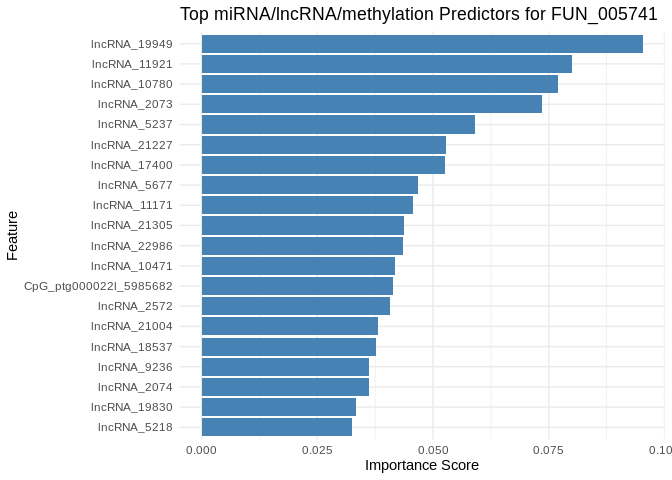 Top miRNA/lncRNA/methylation Predictors for FUN_005741
Feature
lncRNA_19949
lncRNA_11921
lncRNA_10780
lncRNA_2073
lncRNA_5237
lncRNA_21227
lncRNA_17400
lncRNA_5677
lncRNA_11171
lncRNA_21305
lncRNA_22986
lncRNA_10471
CpG_ptg000022l_5985682
lncRNA_2572
lncRNA_21004
lncRNA_18537
lncRNA_9236
lncRNA_2074
lncRNA_19830
lncRNA_5218
0.000 0.025 0.050 0.075 0.10
Importance Score